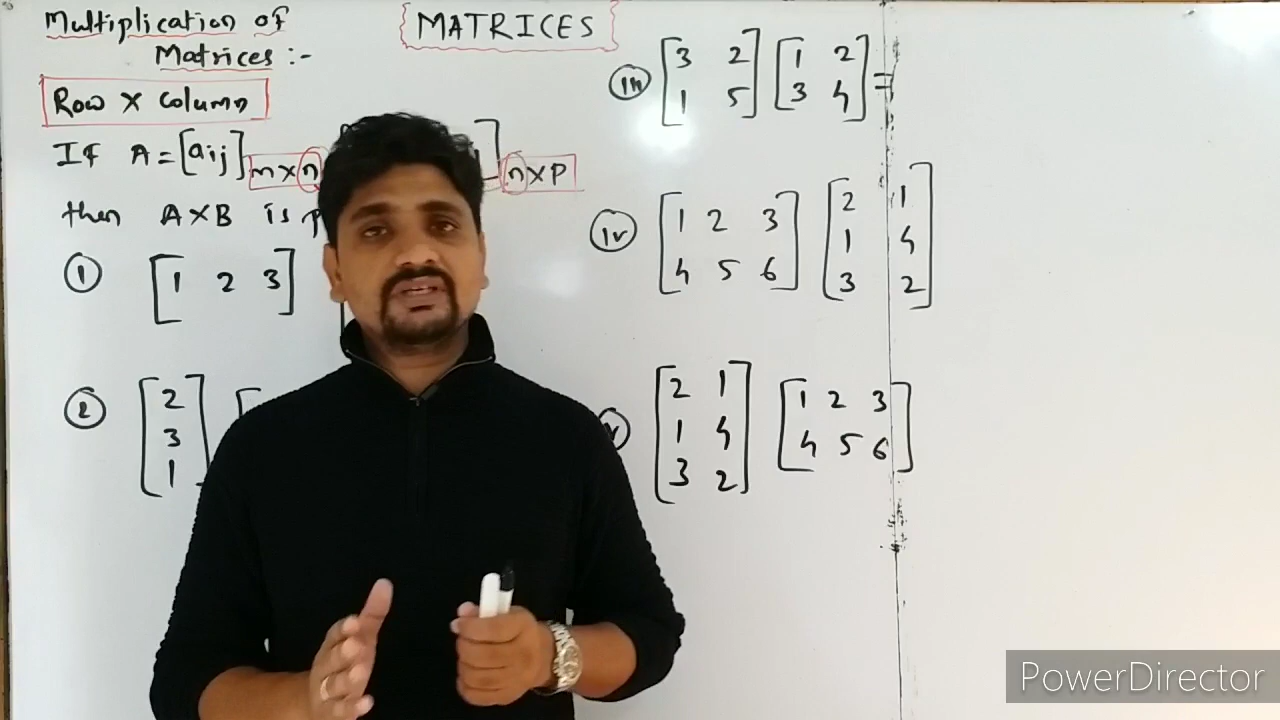 Multiplication of
Matrices :-
MATRICES
Row X Column
If A = [aij] m x n
] n x P
then A X B is
① [1 2 3]
② [2
3
1]
iii [3 2
1 5] [1 2
3 4] =
iv [1 2 3
4 5 6] [2 1
1 4
3 2]
v [2 1
1 4
3 2] [1 2 3
4 5 6]
PowerDirector